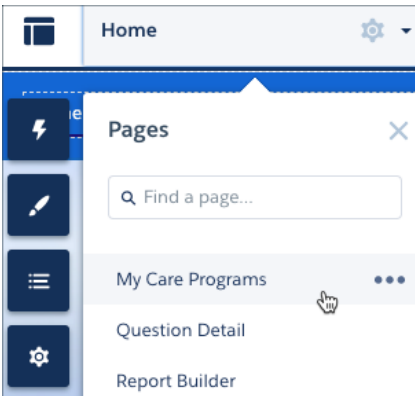 Home
Pages
Find a page...
My Care Programs
Question Detail
Report Builder